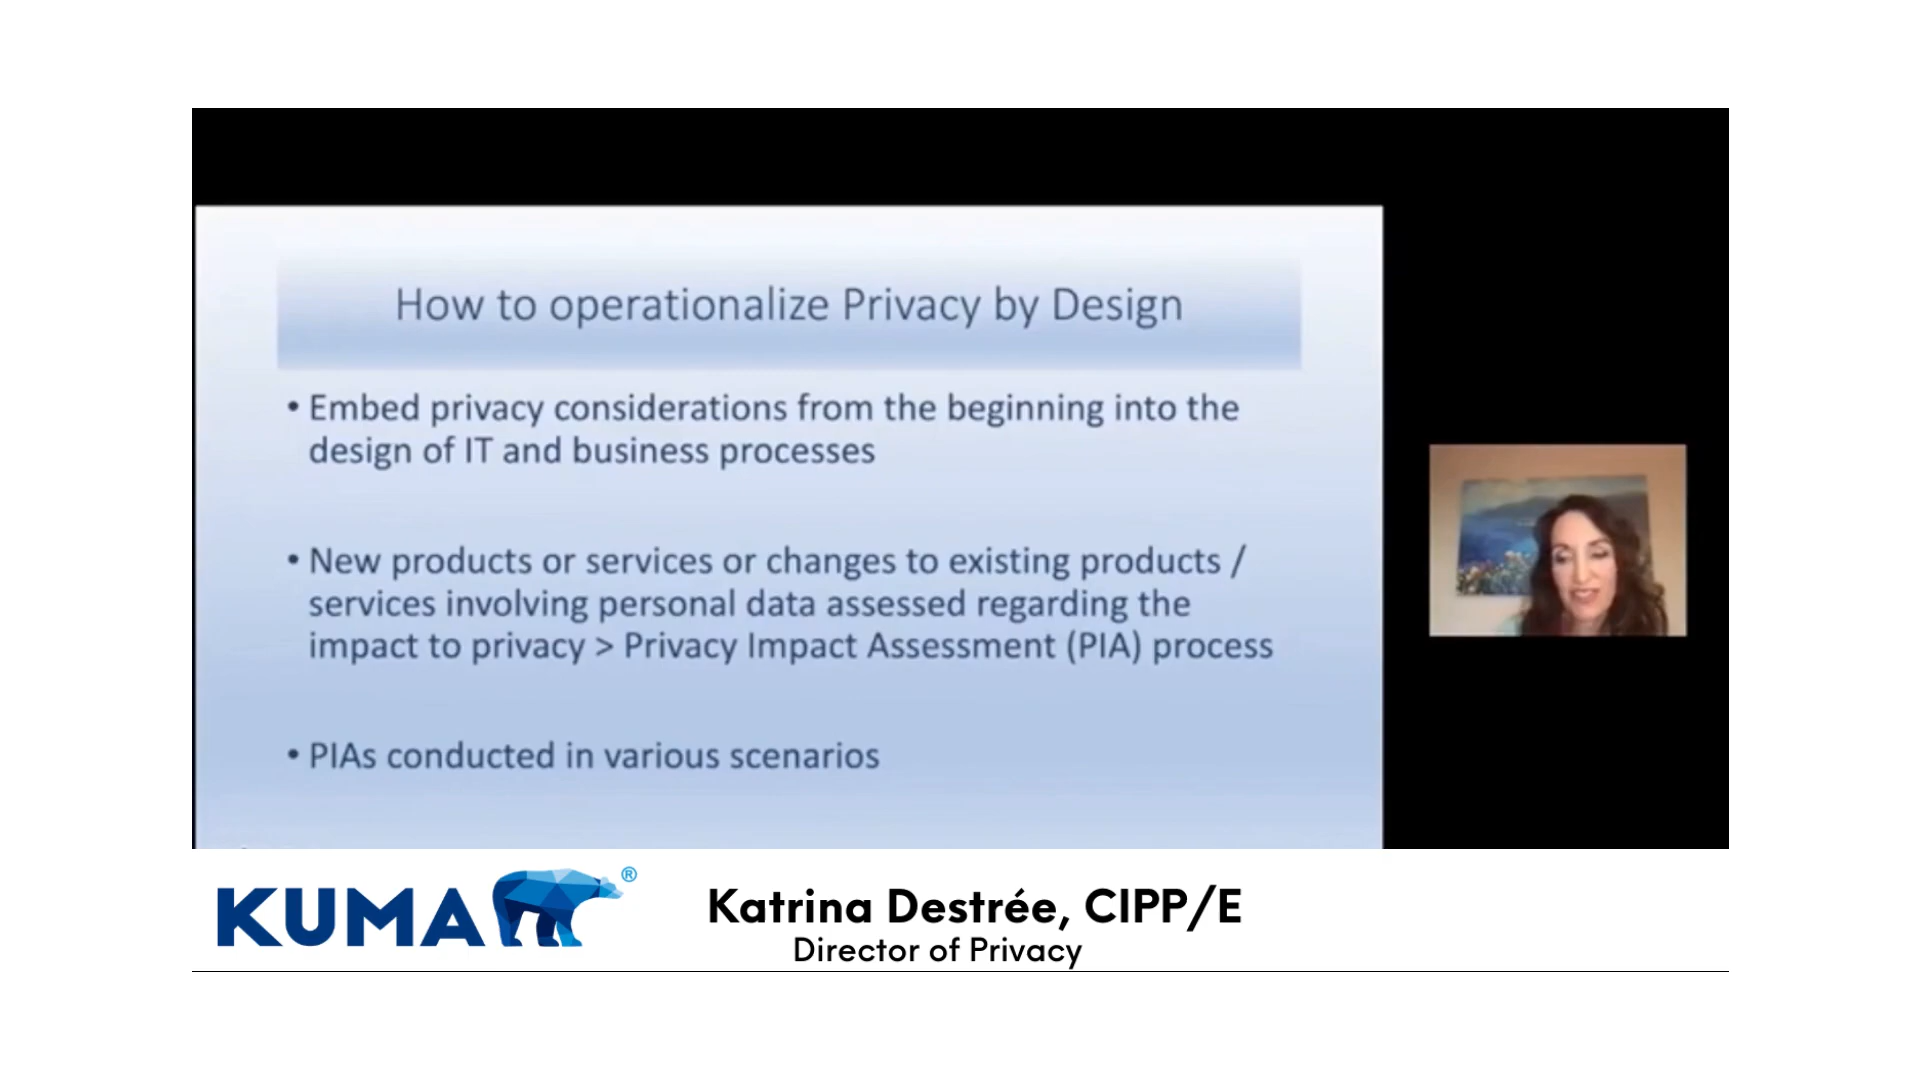 How to operationalize Privacy by Design
• Embed privacy considerations from the beginning into the
design of IT and business processes
• New products or services or changes to existing products /
services involving personal data assessed regarding the
impact to privacy > Privacy Impact Assessment (PIA) process
• PIAs conducted in various scenarios
KUMA®
Katrina Destrée, CIPP/E
Director of Privacy